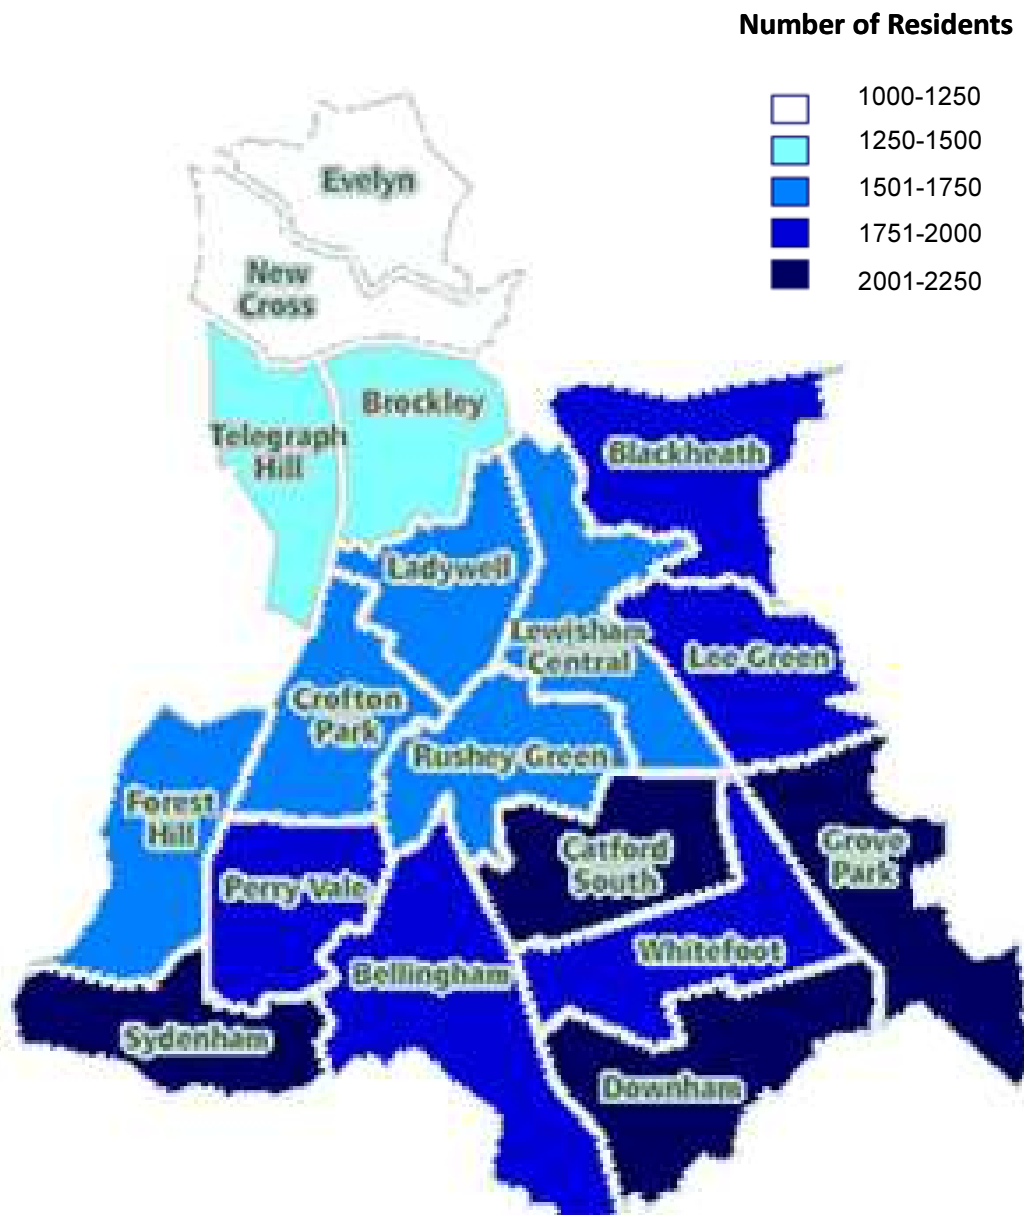 Number of Residents
1000-1250
1250-1500
1501-1750
1751-2000
2001-2250
Evelyn
New
Cross
Brockley
Telegraph
Hill
Blackheath
Ladywell
Lewisham
Central
Lee Green
Crofton
Park
Rushey Green
Forest
Hill
Catford
South
Grove
Park
Perry Vale
Whitefoot
Bellingham
Sydenham
Downham